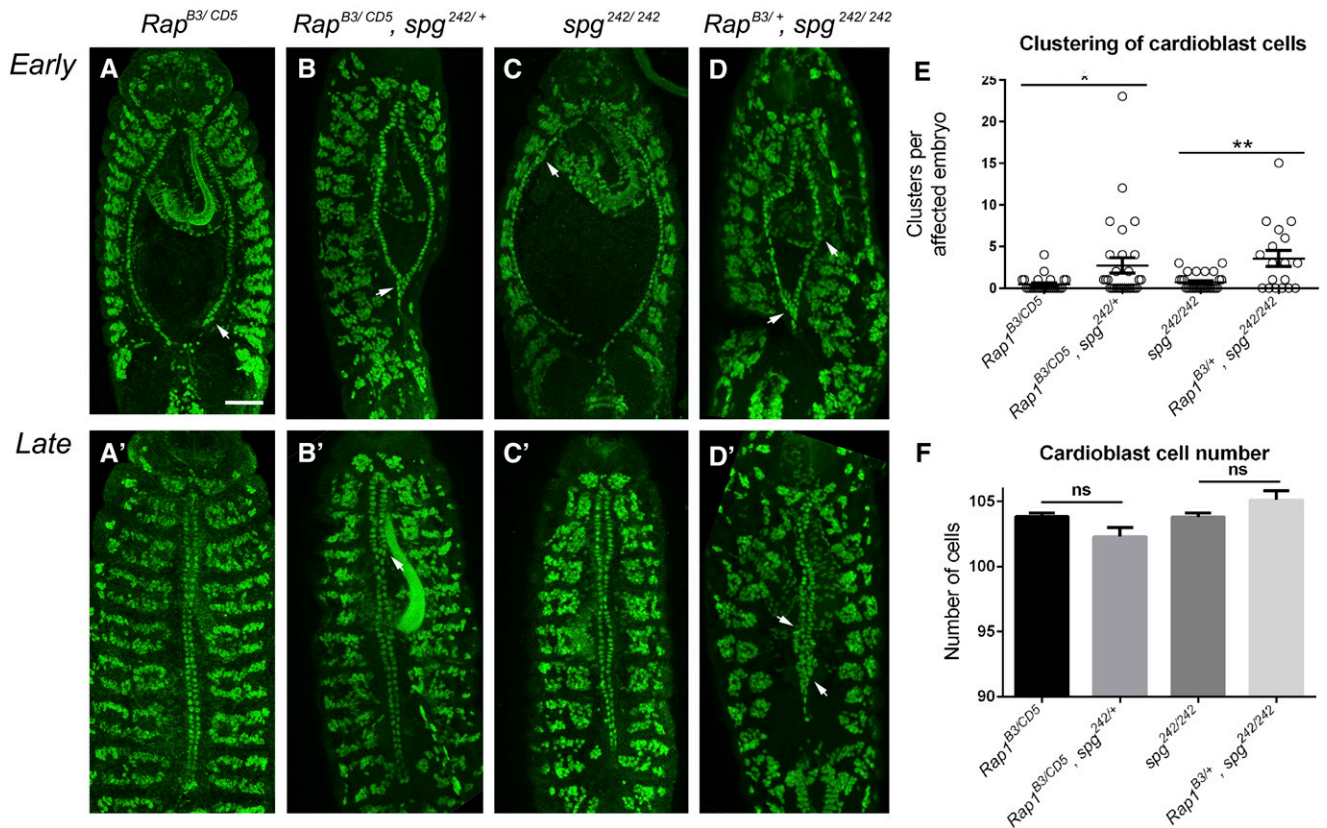 Rap^B3/CD5
Rap^B3/CD5, spg^242/+
spg^242/242
Rap^B3/+, spg^242/242
Early
A
B
C
D
Late
A’
B’
C’
D’
E
Clustering of cardioblast cells
Clusters per
affected embryo
25
20
15
10
5
0
*
**
Rap1^B3/CD5
Rap1^B3/CD5, spg^242/+
spg^242/242
Rap1^B3/+, spg^242/242
F
Cardioblast cell number
Number of cells
105
100
95
90
ns
ns
Rap1^B3/CD5
Rap1^B3/CD5, spg^242/+
spg^242/242
Rap1^B3/+, spg^242/242